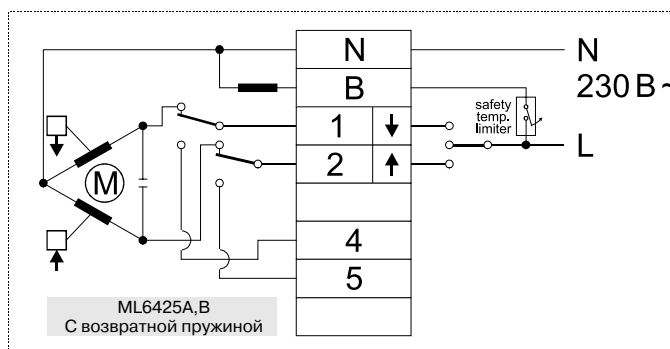 N
N
B
230 В ~
safety
temp.
limiter
1
2
L
M
4
5
ML6425A,B
С возвратной пружиной